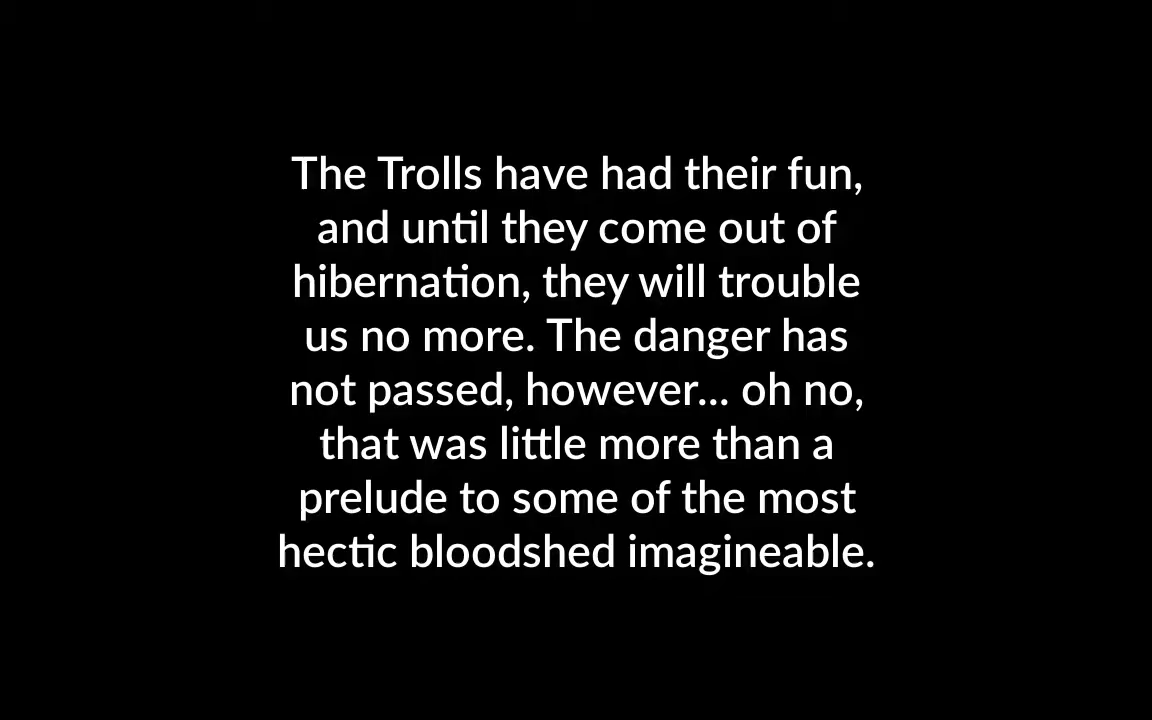 The Trolls have had their fun,
and until they come out of
hibernation, they will trouble
us no more. The danger has
not passed, however... oh no,
that was little more than a
prelude to some of the most
hectic bloodshed imagineable.